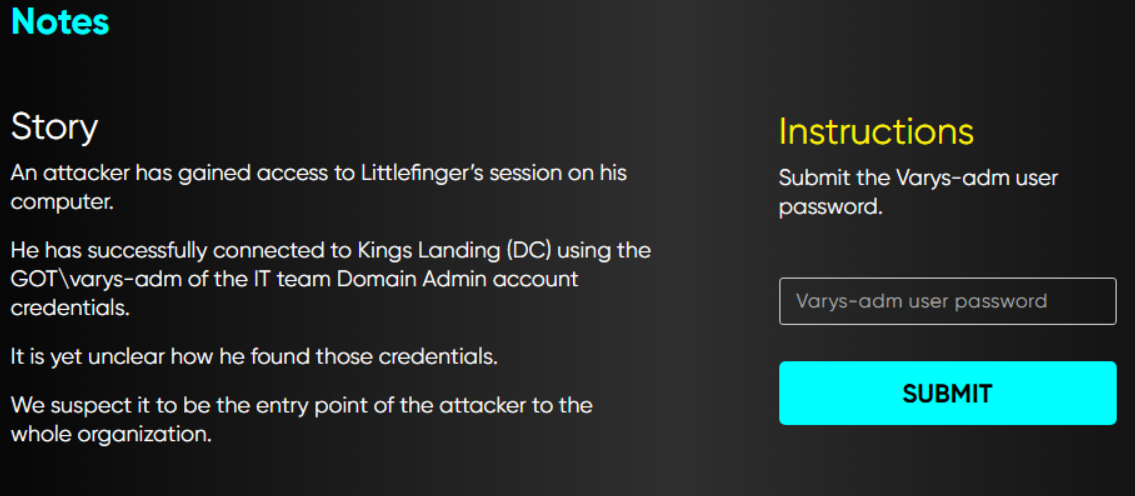 Notes
Story
An attacker has gained access to Littlefinger's session on his
computer.
He has successfully connected to Kings Landing (DC) using the
GOT\varys-adm of the IT team Domain Admin account
credentials.
It is yet unclear how he found those credentials.
We suspect it to be the entry point of the attacker to the
whole organization.
Instructions
Submit the Varys-adm user
password.
Varys-adm user password
SUBMIT